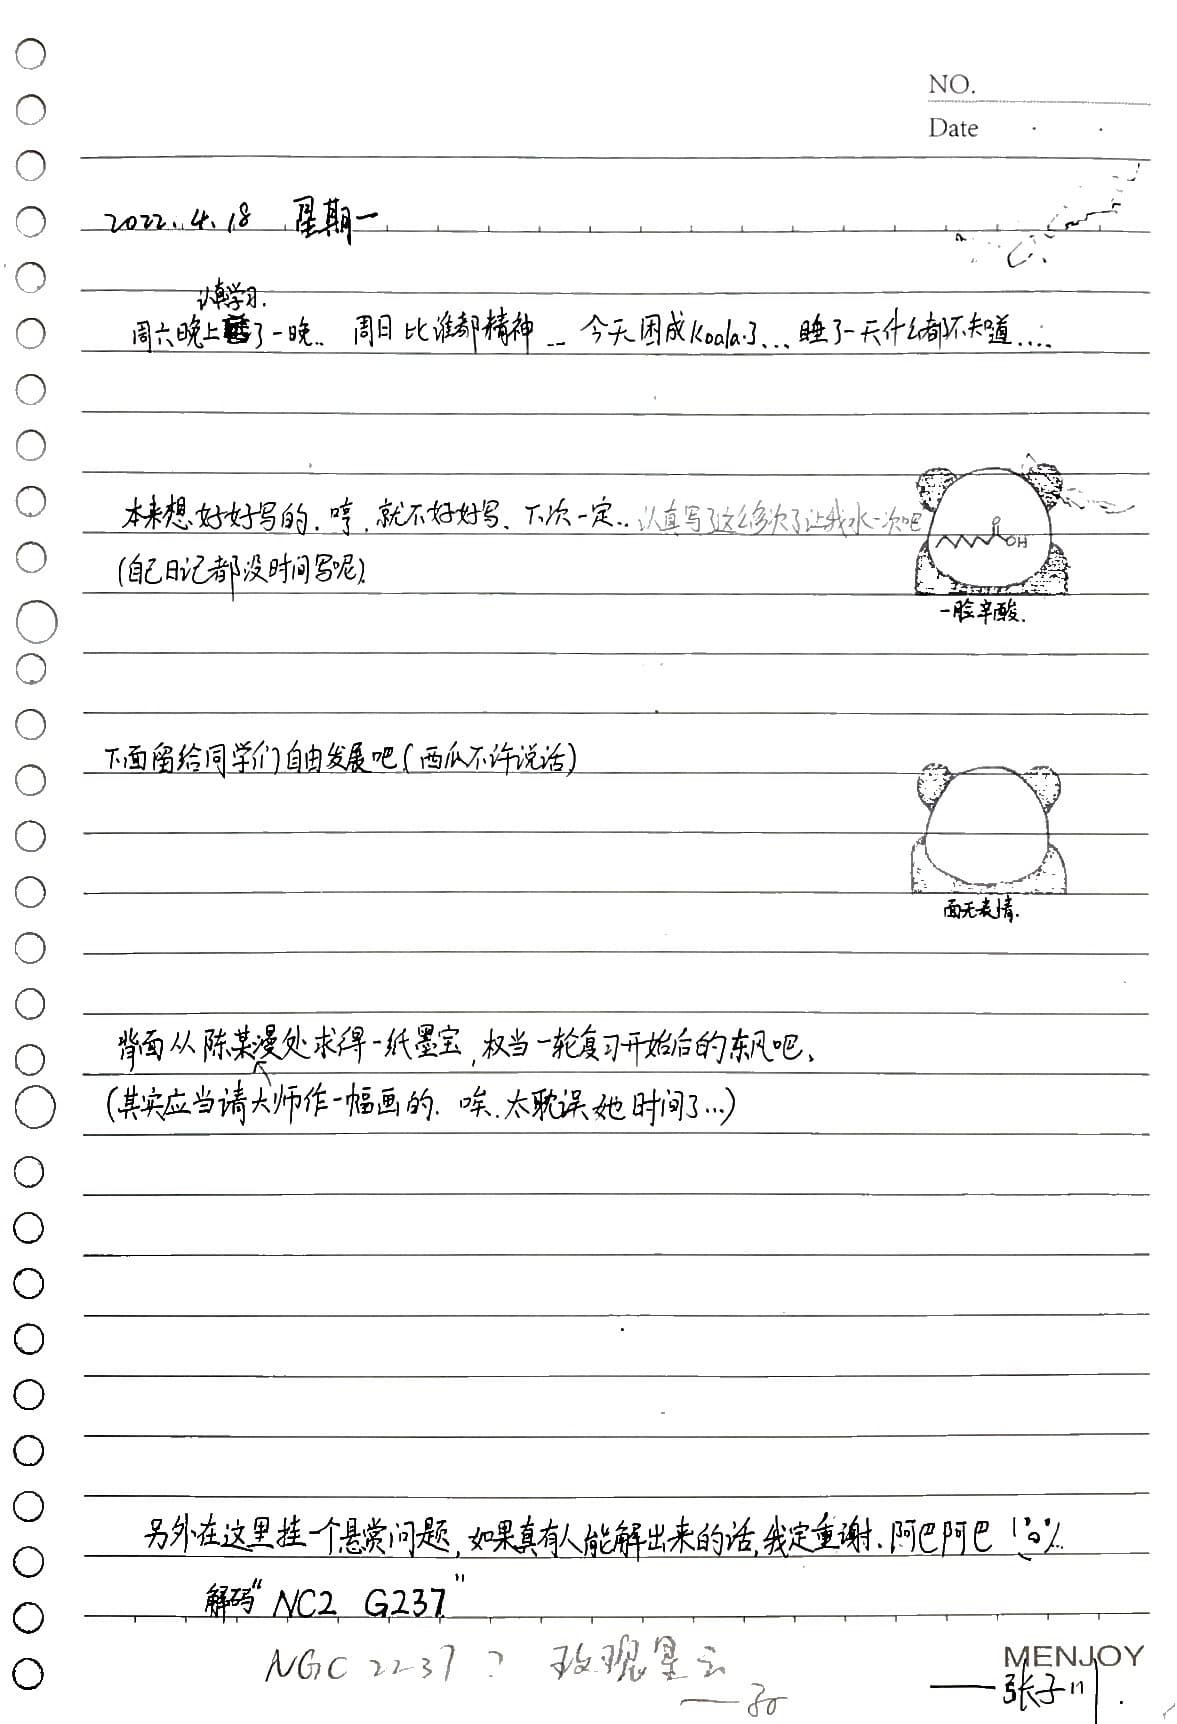 NO.
Date
2022.4.18 星期一
认真学习.
周六晚上了一晚.. 周日比谁都精神... 今天困成Koala了... 睡了一天什么都不知道....
本来想好好写的.哼.就不好好写、下次一定..认真写了这么多次了让我水一次吧
(自己日记都没时间写呢)
OH
一脸辛酸.
下面留给同学们自由发展吧(西瓜不许说话)
面无表情.
背面从陈某漫处求得一纸墨宝,权当一轮复习开始后的东风吧、
(其实应当请大师作一幅画的.唉.太耽误她时间了...)
另外在这里挂一个悬赏问题,如果真有人能解出来的话,我定重谢.阿巴阿巴
解码"NC2 G237"
NGC 2237? 玫瑰星云
MENJOY
——张子川.